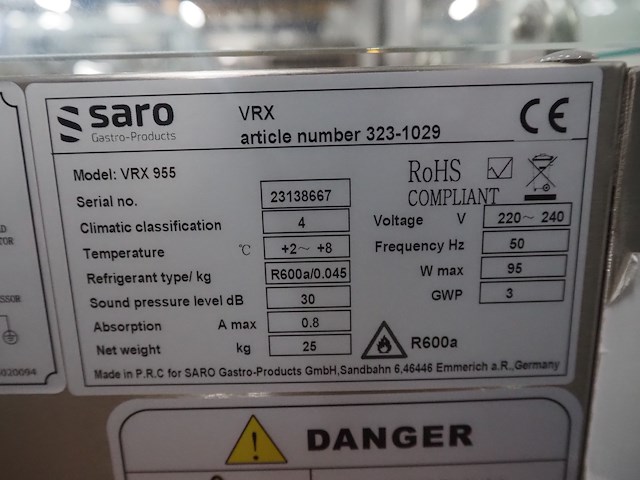 saro
Gastro-Products
VRX
article number 323-1029
CE
Model: VRX 955
RoHS
COMPLIANT
Serial no. 23138667
Climatic classification 4
Temperature °C +2～ +8
Refrigerant type/ kg R600a/0.045
Sound pressure level dB 30
Absorption A max 0.8
Net weight kg 25
Voltage V 220～ 240
Frequency Hz 50
W max 95
GWP 3
R600a
Made in P.R.C for SARO Gastro-Products GmbH,Sandbahn 6,46446 Emmerich a.R.,Germany
020094
DANGER